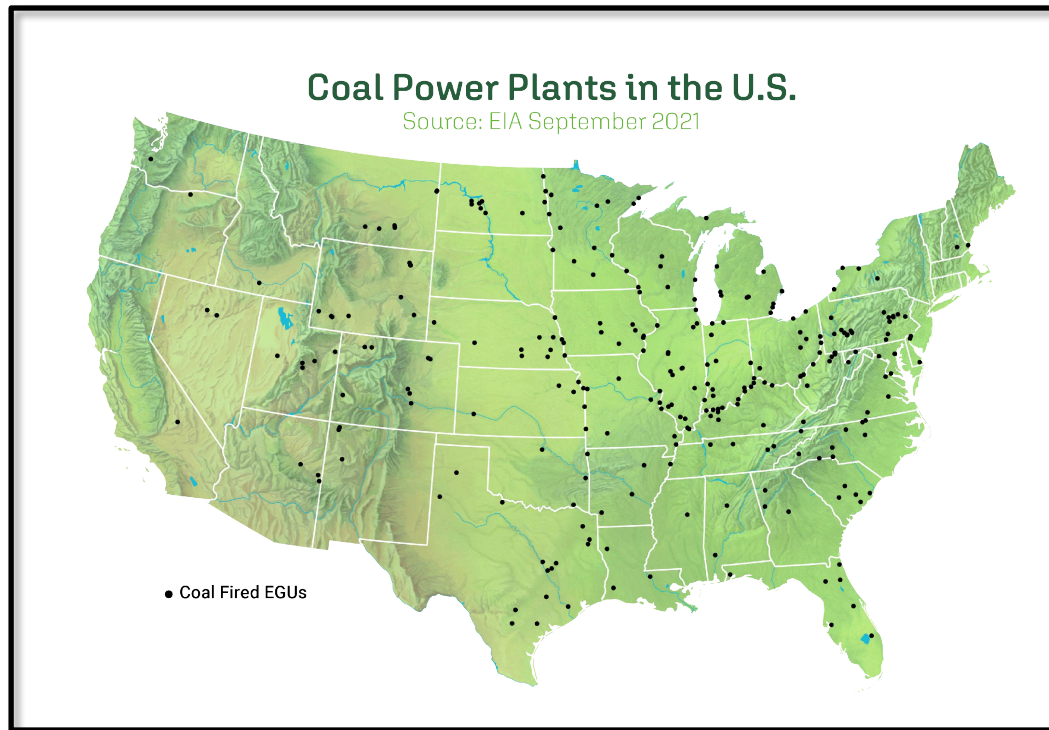 Coal Power Plants in the U.S.
Source: EIA September 2021
Coal Fired EGUs